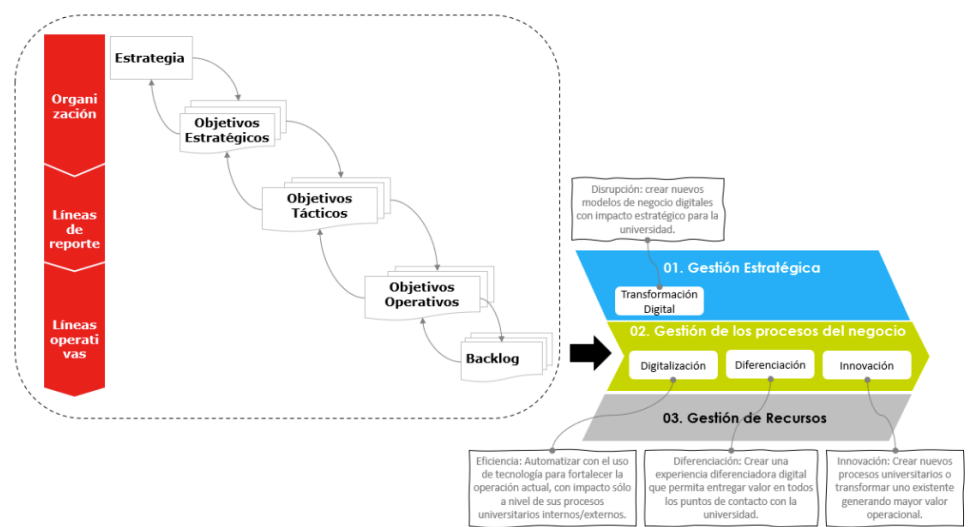 Organi
zación
Líneas
de
reporte
Líneas
operati
vas
Estrategia
Objetivos
Estratégicos
Objetivos
Tácticos
Objetivos
Operativos
Backlog
Disrupción: crear nuevos
modelos de negocio digitales
con impacto estratégico para la
universidad.
01. Gestión Estratégica
Transformación
Digital
02. Gestión de los procesos del negocio
Digitalización
Diferenciación
Innovación
03. Gestión de Recursos
Eficiencia: Automatizar con el uso
de tecnología para fortalecer la
operación actual, con impacto sólo
a nivel de sus procesos
universitarios internos/externos.
Diferenciación: Crear una
experiencia diferenciadora digital
que permita entregar valor en todos
los puntos de contacto con la
universidad.
Innovación: Crear nuevos
procesos universitarios o
transformar uno existente
generando mayor valor
operacional.